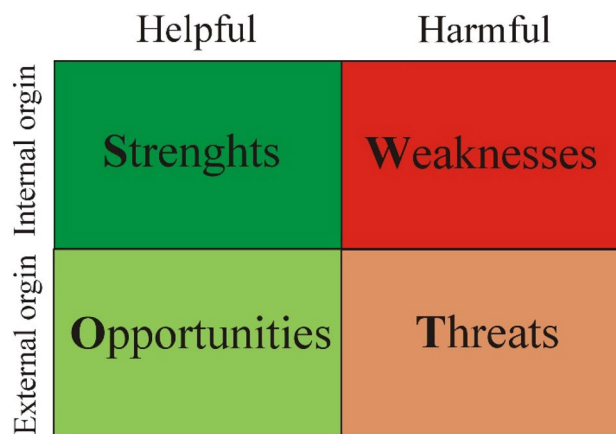 Helpful
Harmful
Internal orgin
Strenghts
Weaknesses
External orgin
Opportunities
Threats